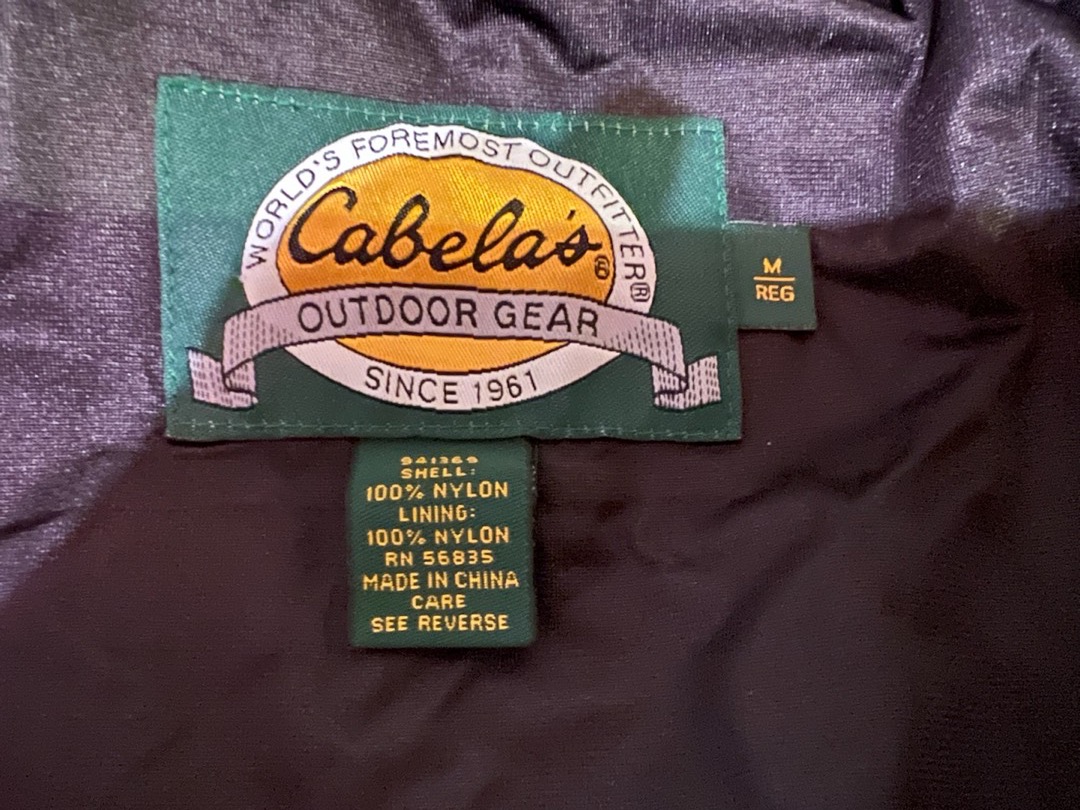 WORLD'S FOREMOST OUTFITTER®
Cabela's®
OUTDOOR GEAR
SINCE 1961
M
REG
941369
SHELL:
100% NYLON
LINING:
100% NYLON
RN 56835
MADE IN CHINA
CARE
SEE REVERSE